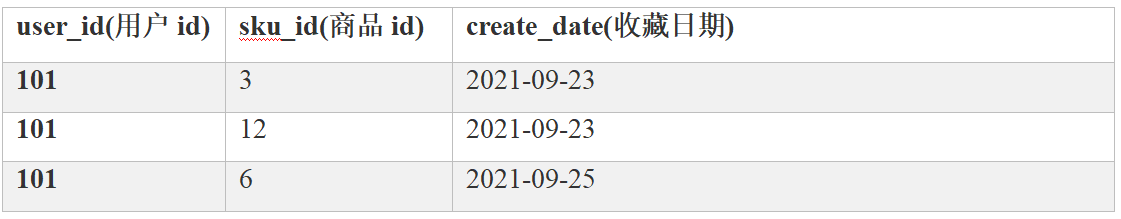 user_id(用户 id) sku_id(商品 id) create_date(收藏日期)
101 3 2021-09-23
101 12 2021-09-23
101 6 2021-09-25